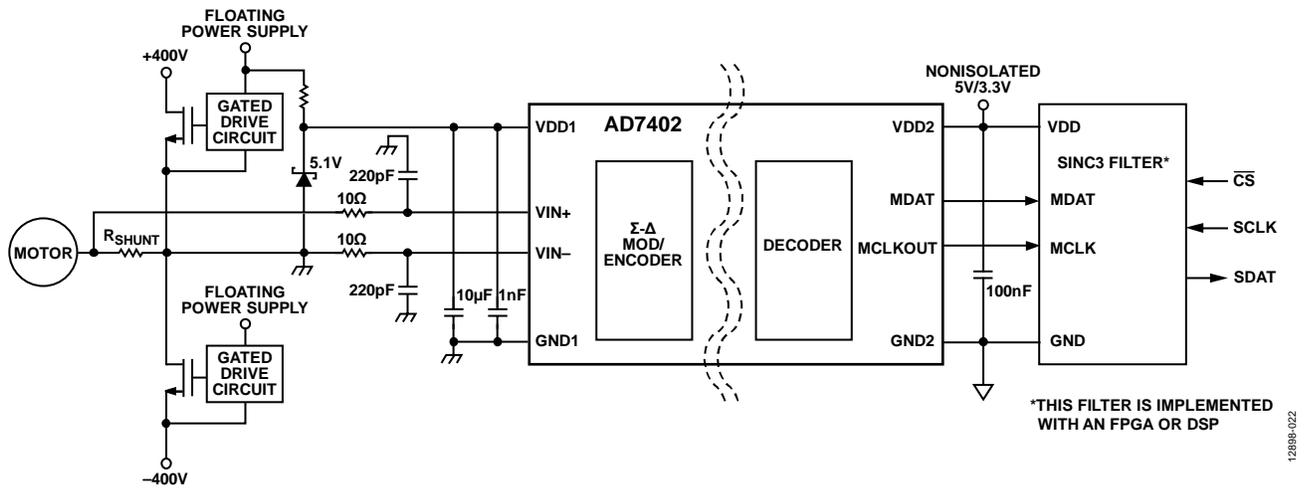 FLOATING
POWER SUPPLY
+400V
GATED
DRIVE
CIRCUIT
5.1V
220pF
10Ω
MOTOR
RSHUNT
10Ω
220pF
FLOATING
POWER SUPPLY
GATED
DRIVE
CIRCUIT
–400V
10µF
1nF
VDD1
VIN+
VIN–
GND1
AD7402
Σ-Δ
MOD/
ENCODER
DECODER
VDD2
MDAT
MCLKOUT
GND2
NONISOLATED
5V/3.3V
100nF
VDD
SINC3 FILTER*
MDAT
MCLK
GND
CS
SCLK
SDAT
*THIS FILTER IS IMPLEMENTED
WITH AN FPGA OR DSP
12898-022